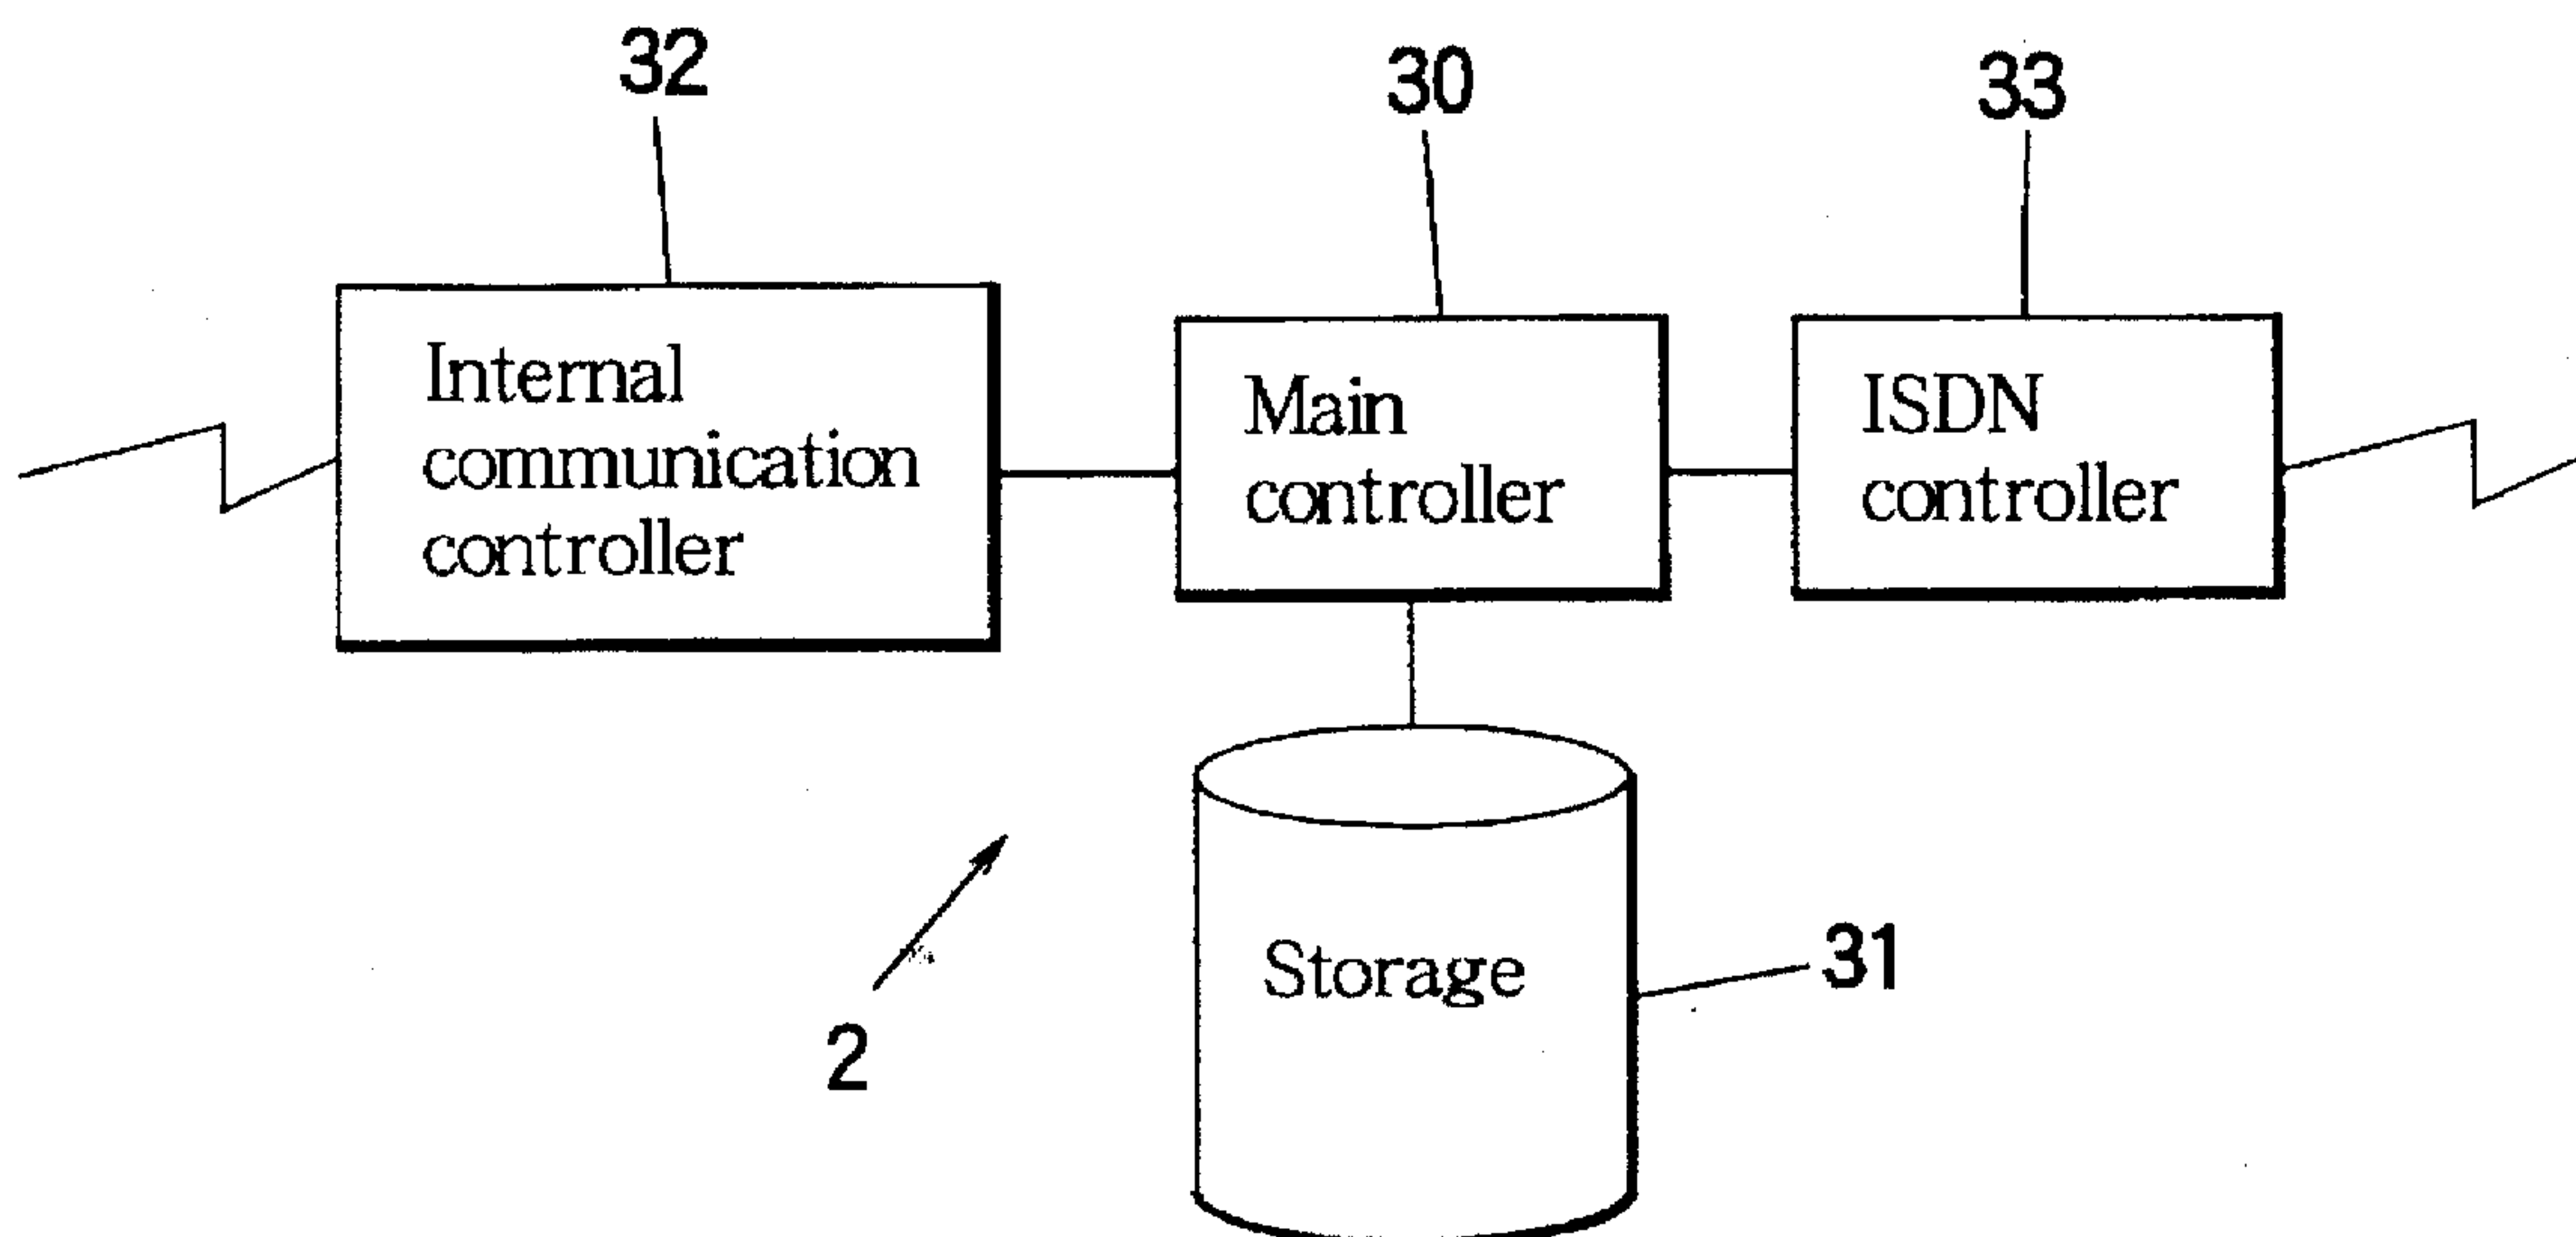 32
30
33
Internal
communication
controller
Main
controller
ISDN
controller
Storage
31
2